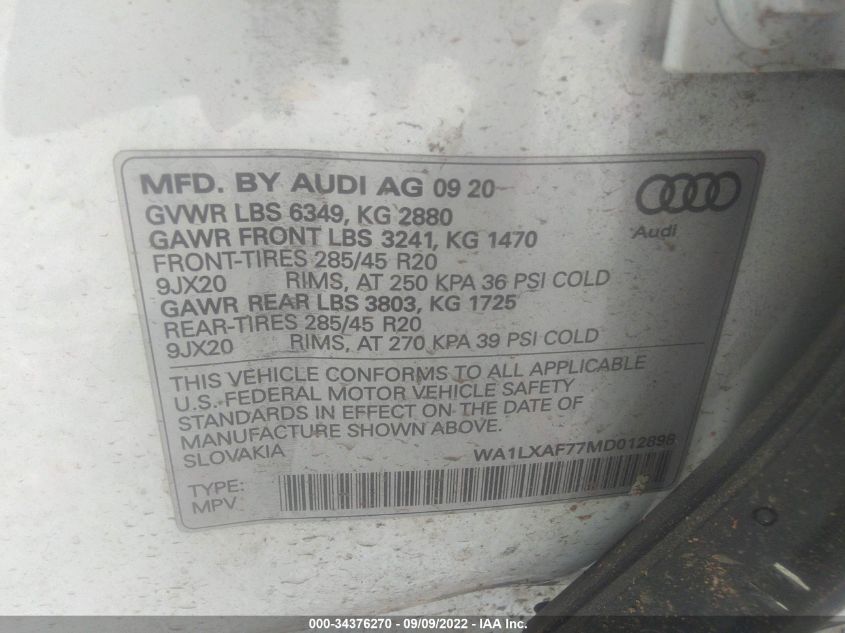 MFD. BY AUDI AG 09 20
GVWR LBS 6349, KG 2880
GAWR FRONT LBS 3241, KG 1470
FRONT-TIRES 285/45 R20
9JX20 RIMS, AT 250 KPA 36 PSI COLD
GAWR REAR LBS 3803, KG 1725
REAR-TIRES 285/45 R20
9JX20 RIMS, AT 270 KPA 39 PSI COLD
Audi
THIS VEHICLE CONFORMS TO ALL APPLICABLE
U.S. FEDERAL MOTOR VEHICLE SAFETY
STANDARDS IN EFFECT ON THE DATE OF
MANUFACTURE SHOWN ABOVE.
SLOVAKIA WA1LXAF77MD012898
TYPE:
MPV
000-34376270 - 09/09/2022 - © Copyright 2022, IAA Inc.